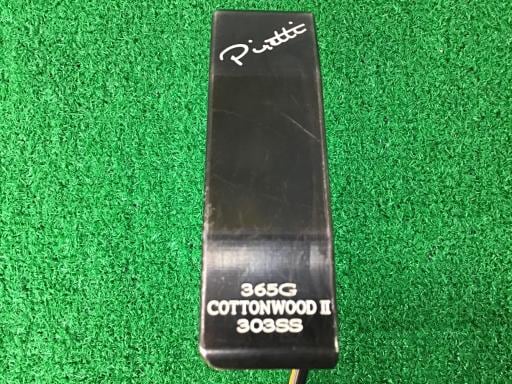 Piretti
365G
COTTONWOOD II
303SS